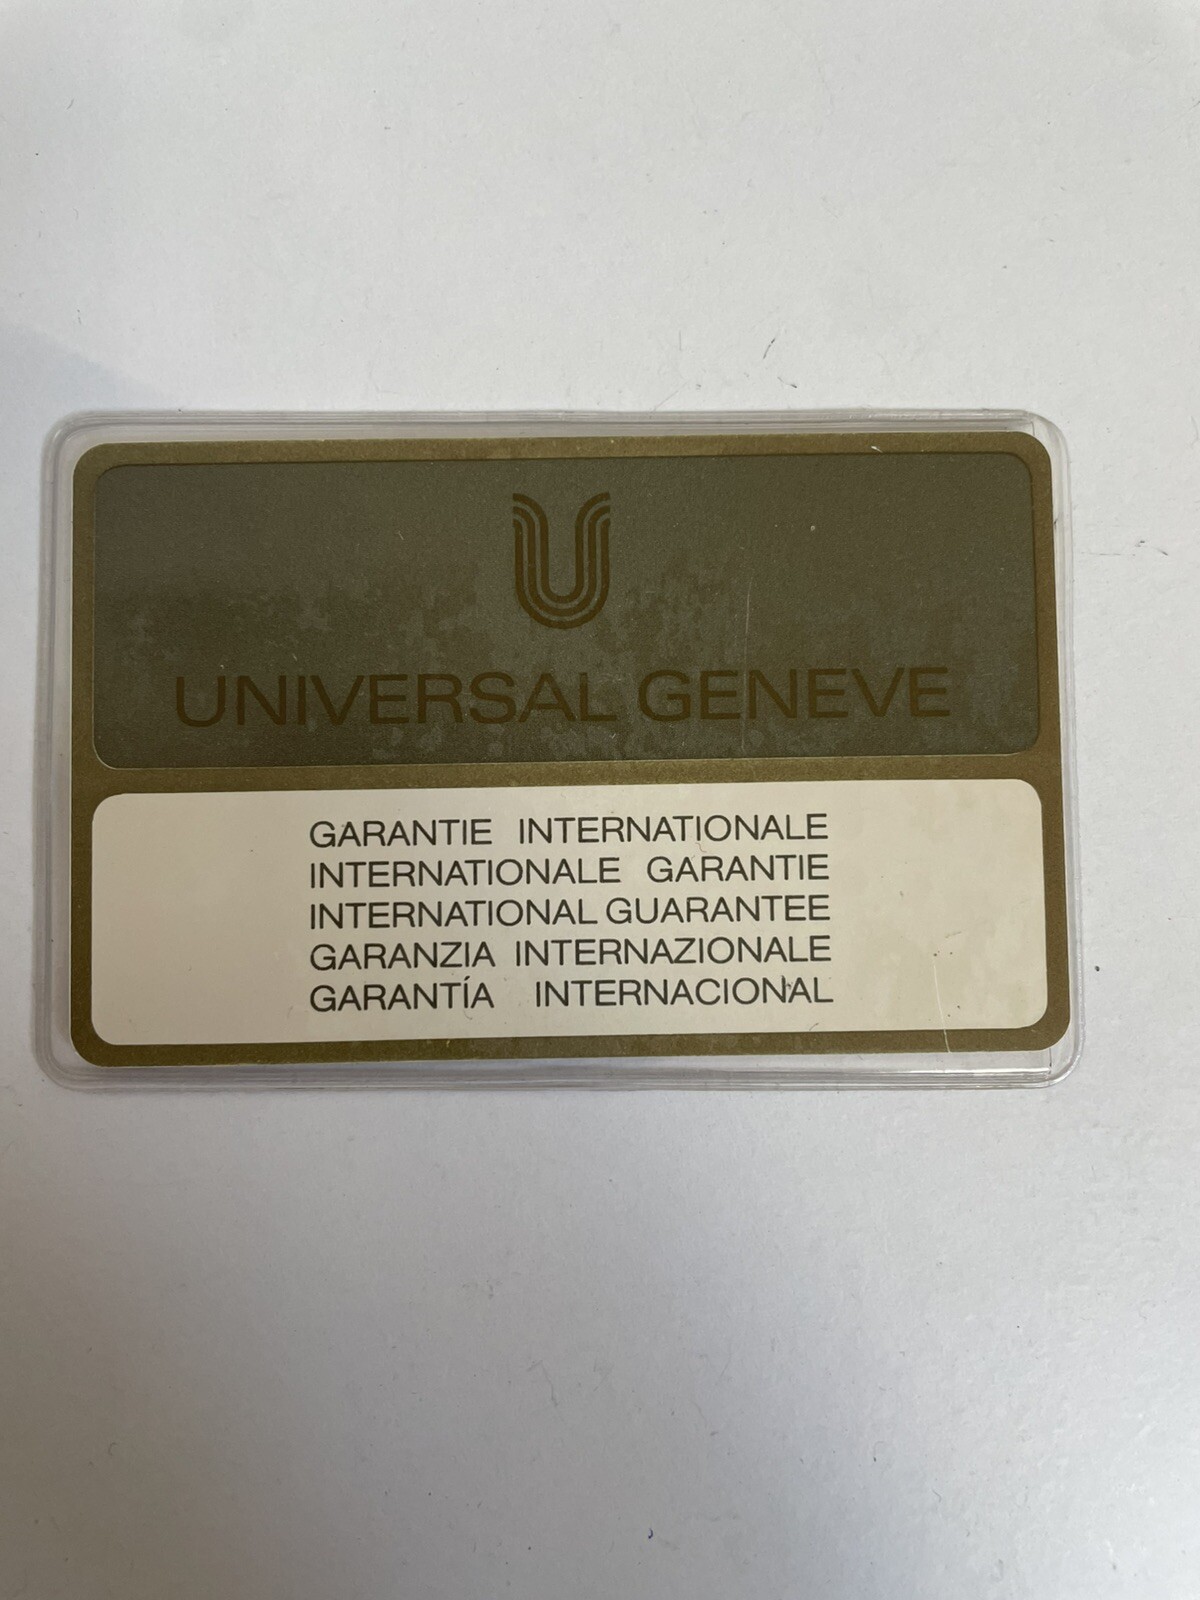 UNIVERSAL GENEVE
GARANTIE INTERNATIONALE
INTERNATIONALE GARANTIE
INTERNATIONAL GUARANTEE
GARANZIA INTERNAZIONALE
GARANTÍA INTERNACIONAL